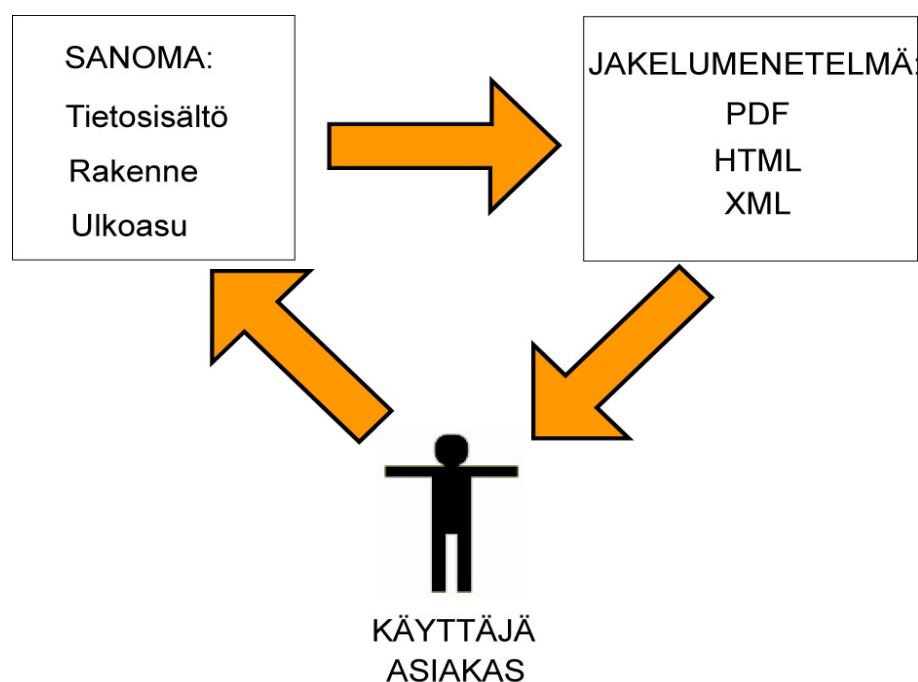 SANOMA:
Tietosisältö
Rakenne
Ulkoasu
JAKELUMENETELMÄ:
PDF
HTML
XML
KÄYTTÄJÄ
ASIAKAS